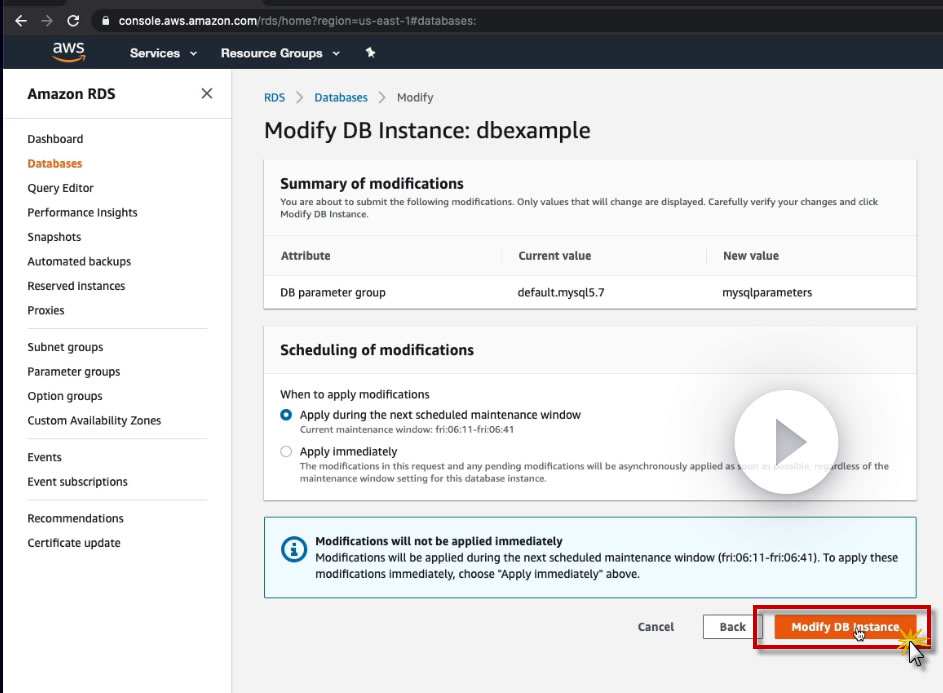 console.aws.amazon.com/rds/home?region=us-east-1#databases:
aws
Services
Resource Groups
Amazon RDS
Dashboard
Databases
Query Editor
Performance Insights
Snapshots
Automated backups
Reserved instances
Proxies
Subnet groups
Parameter groups
Option groups
Custom Availability Zones
Events
Event subscriptions
Recommendations
Certificate update
RDS > Databases > Modify
Modify DB Instance: dbexample
Summary of modifications
You are about to submit the following modifications. Only values that will change are displayed. Carefully verify your changes and click
Modify DB Instance.
Attribute Current value New value
DB parameter group default.mysql5.7 mysqlparameters
Scheduling of modifications
When to apply modifications
Apply during the next scheduled maintenance window
Current maintenance window: fri:06:11-fri:06:41
Apply immediately
The modifications in this request and any pending modifications will be asynchronously applied as soon as possible, regardless of the
maintenance window setting for this database instance.
Modifications will not be applied immediately
Modifications will be applied during the next scheduled maintenance window (fri:06:11-fri:06:41). To apply these
modifications immediately, choose "Apply immediately" above.
Cancel Back Modify DB Instance